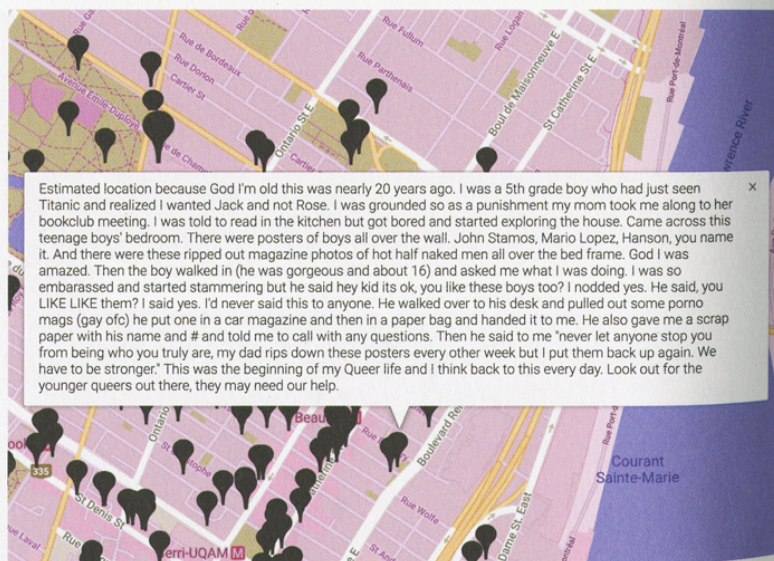 Rue Ga
Rue de Bordeaux
Rue Dorion
Cartier St
Avenue Émile-Duploye
Rue Fullum
Rue Logan
Rue Parthenais
Ontario St E
Boul de Maisonneuve E
St Catherine St E
Rue Port-de-Montréal
wrence River
e de Cham
Cartier
Estimated location because God I'm old this was nearly 20 years ago. I was a 5th grade boy who had just seen
Titanic and realized I wanted Jack and not Rose. I was grounded so as a punishment my mom took me along to her
bookclub meeting. I was told to read in the kitchen but got bored and started exploring the house. Came across this
teenage boys' bedroom. There were posters of boys all over the wall. John Stamos, Mario Lopez, Hanson, you name
it. And there were these ripped out magazine photos of hot half naked men all over the bed frame. God I was
amazed. Then the boy walked in (he was gorgeous and about 16) and asked me what I was doing. I was so
embarassed and started stammering but he said hey kid its ok, you like these boys too? I nodded yes. He said, you
LIKE LIKE them? I said yes. I'd never said this to anyone. He walked over to his desk and pulled out some porno
mags (gay ofc) he put one in a car magazine and then in a paper bag and handed it to me. He also gave me a scrap
paper with his name and # and told me to call with any questions. Then he said to me "never let anyone stop you
from being who you truly are, my dad rips down these posters every other week but I put them back up again. We
have to be stronger." This was the beginning of my Queer life and I think back to this every day. Look out for the
younger queers out there, they may need our help.
Ontario
Beau
Boulevard Re
335
St Denis St
Rue Wolfe
Dame St. East
Courant
Sainte-Marie
ue Laval
Rue
erri-UQAM M
St And